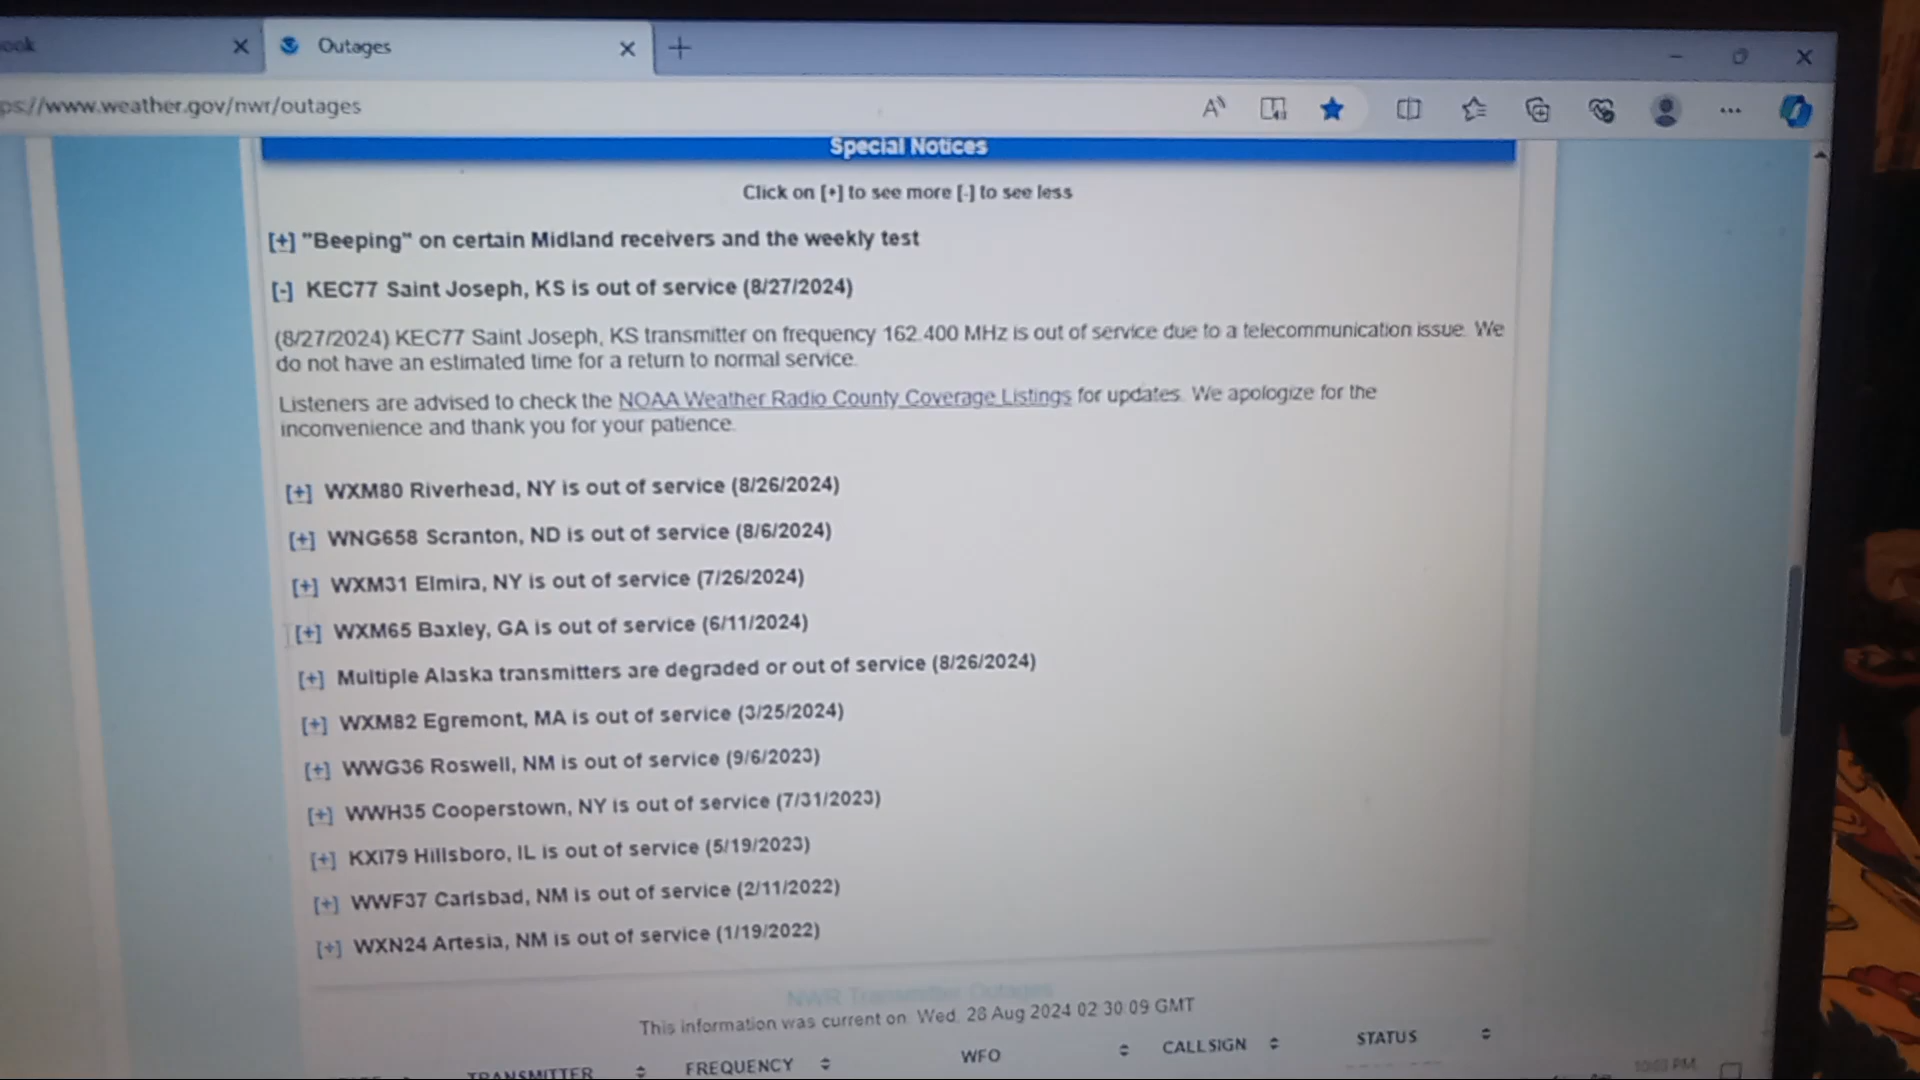 ook
Outages
ps://www.weather.gov/nwr/outages
Special Notices
Click on [+] to see more [-] to see less
[+] "Beeping" on certain Midland receivers and the weekly test
[-] KEC77 Saint Joseph, KS is out of service (8/27/2024)
(8/27/2024) KEC77 Saint Joseph, KS transmitter on frequency 162.400 MHz is out of service due to a telecommunication issue. We
do not have an estimated time for a return to normal service.
Listeners are advised to check the NOAA Weather Radio County Coverage Listings for updates. We apologize for the
inconvenience and thank you for your patience.
[+] WXM80 Riverhead, NY is out of service (8/26/2024)
[+] WNG658 Scranton, ND is out of service (8/6/2024)
[+] WXM31 Elmira, NY is out of service (7/26/2024)
[+] WXM65 Baxley, GA is out of service (6/11/2024)
[+] Multiple Alaska transmitters are degraded or out of service (8/26/2024)
[+] WXM82 Egremont, MA is out of service (3/25/2024)
[+] WWG36 Roswell, NM is out of service (9/6/2023)
[+] WWH35 Cooperstown, NY is out of service (7/31/2023)
[+] KXI79 Hillsboro, IL is out of service (5/19/2023)
[+] WWF37 Carlsbad, NM is out of service (2/11/2022)
[+] WXN24 Artesia, NM is out of service (1/19/2022)
NWR Transmitter Outages
This information was current on: Wed, 28 Aug 2024 02:30:09 GMT
TRANSMITTER FREQUENCY WFO CALLSIGN STATUS